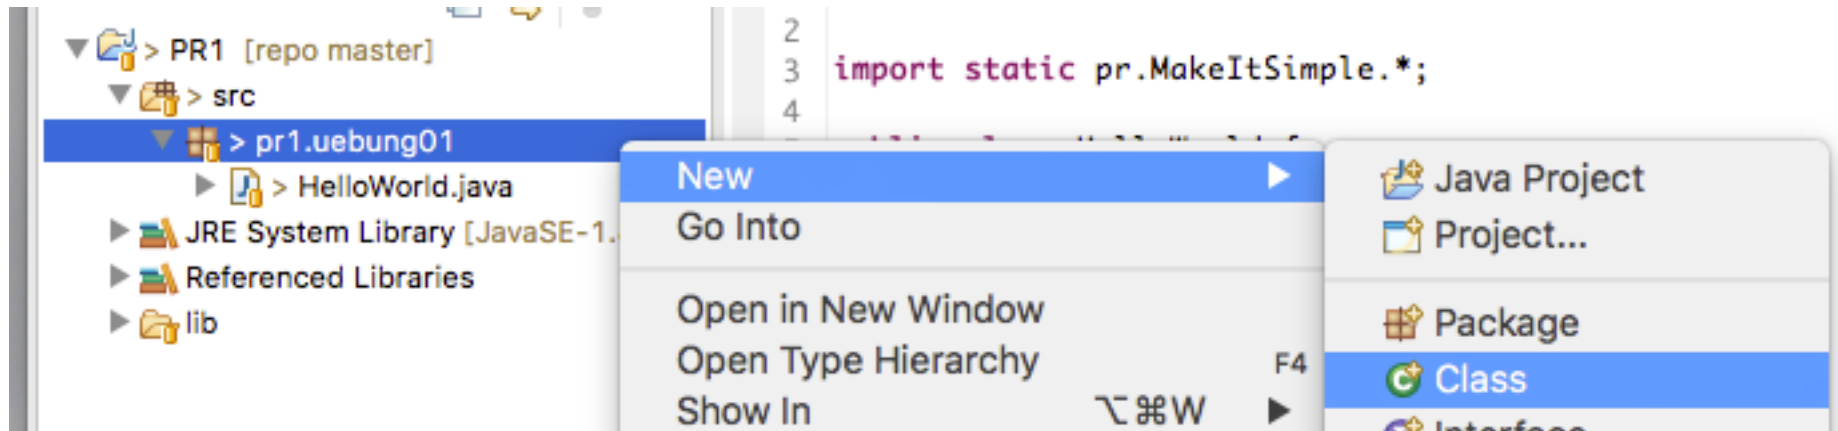 > PR1 [repo master]
> src
> pr1.uebung01
> HelloWorld.java
JRE System Library [JavaSE-1.
Referenced Libraries
lib
2
3 import static pr.MakeItSimple.*;
4
New
Go Into
Open in New Window
Open Type Hierarchy F4
Show In ⌥⌘W
Java Project
Project...
Package
Class
Interface